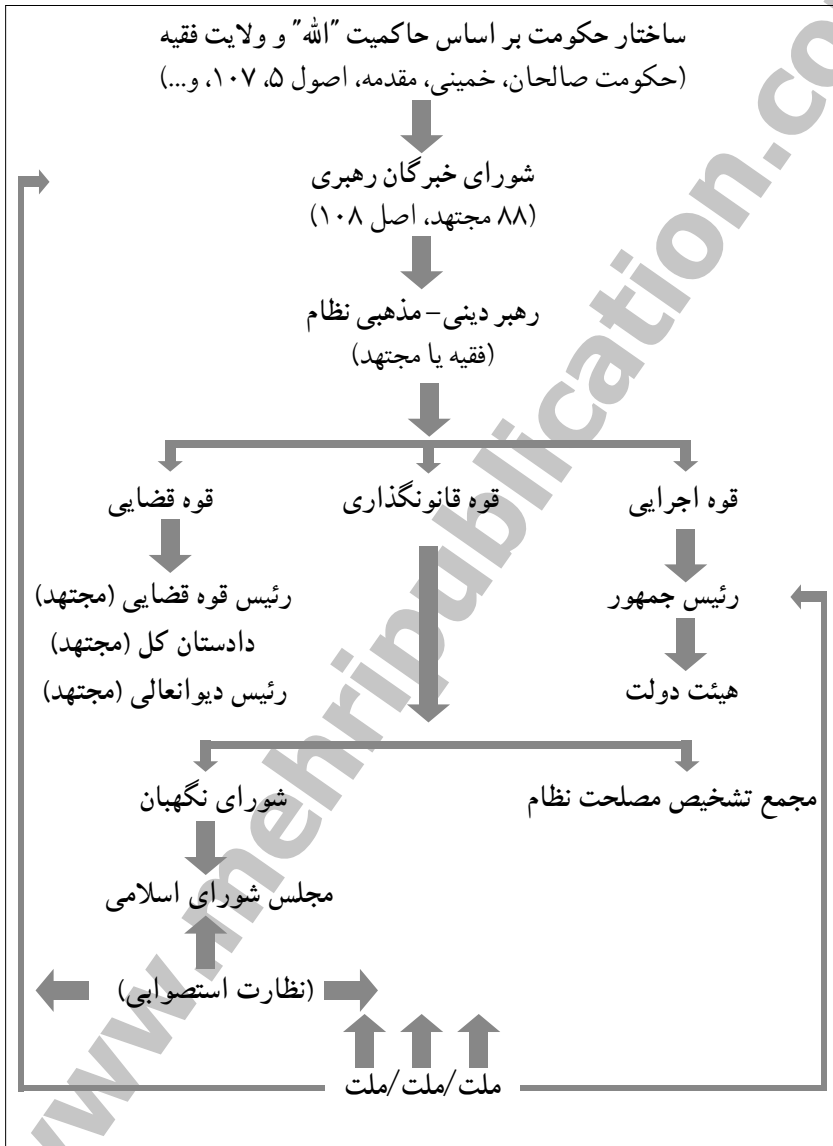 ساختار حکومت بر اساس حاکمیت "الله" و ولایت فقیه
(حکومت صالحان، خمینی، مقدمه، اصول ۵، ۱۰۷، و...)
شورای خبرگان رهبری
(۸۸ مجتهد، اصل ۱۰۸)
رهبر دینی- مذهبی نظام
(فقیه یا مجتهد)
قوه اجرایی
قوه قانونگذاری
قوه قضایی
رئیس جمهور
رئیس قوه قضایی (مجتهد)
دادستان کل (مجتهد)
هیئت دولت
رئیس دیوانعالی (مجتهد)
مجمع تشخیص مصلحت نظام
شورای نگهبان
مجلس شورای اسلامی
(نظارت استصوابی)
ملت/ملت/ملت
www.mehripublication.co